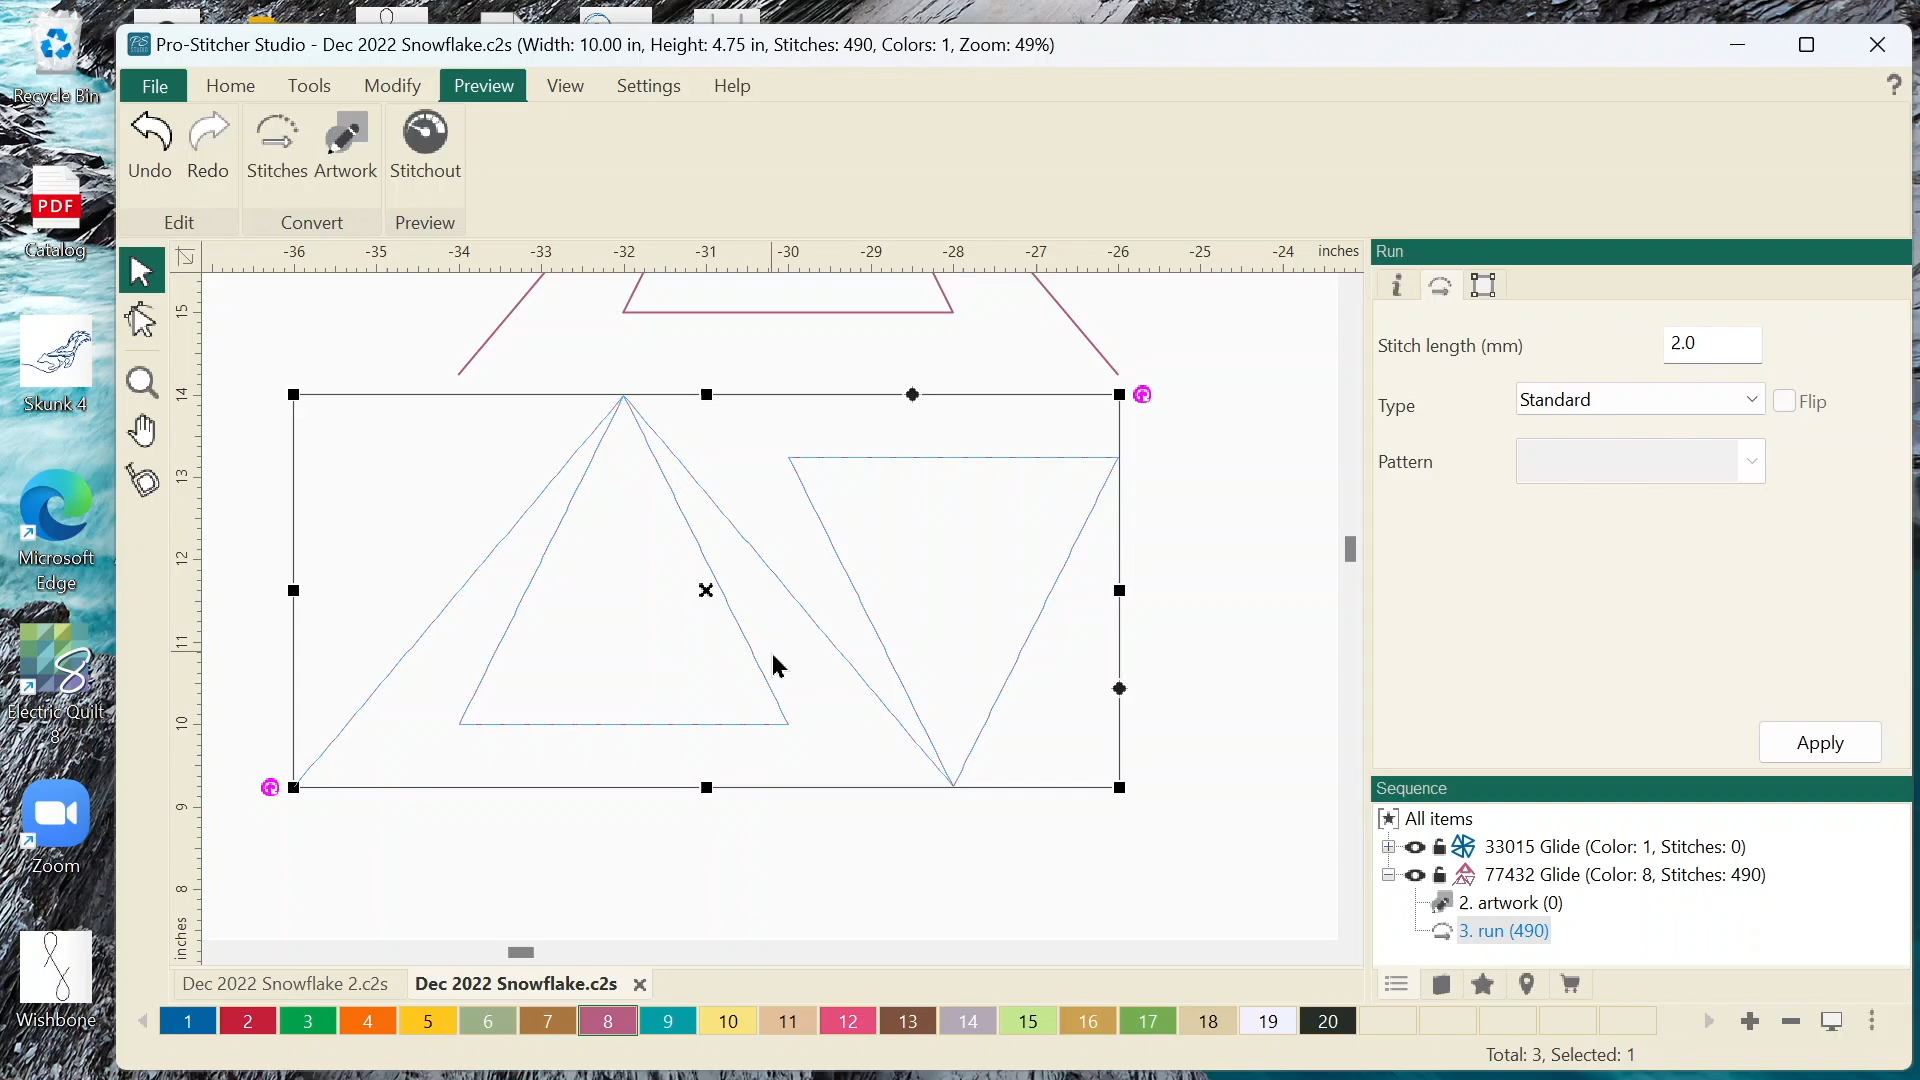 Recycle Bin
PDF
Catalog
Skunk 4
Microsoft
Edge
Electric Quilt
8
Zoom
Wishbone
PS
STUDIO
Pro-Stitcher Studio - Dec 2022 Snowflake.c2s (Width: 10.00 in, Height: 4.75 in, Stitches: 490, Colors: 1, Zoom: 49%)
File Home Tools Modify Preview View Settings Help
?
Undo Redo Stitches Artwork Stitchout
Edit Convert Preview
-36 -35 -34 -33 -32 -31 -30 -29 -28 -27 -26 -25 -24 inches
15
14
13
12
11
10
9
8
inches
Run
Stitch length (mm) 2.0
Type Standard Flip
Pattern
Apply
Sequence
All items
33015 Glide (Color: 1, Stitches: 0)
77432 Glide (Color: 8, Stitches: 490)
2. artwork (0)
3. run (490)
Dec 2022 Snowflake 2.c2s Dec 2022 Snowflake.c2s
1 2 3 4 5 6 7 8 9 10 11 12 13 14 15 16 17 18 19 20
Total: 3, Selected: 1